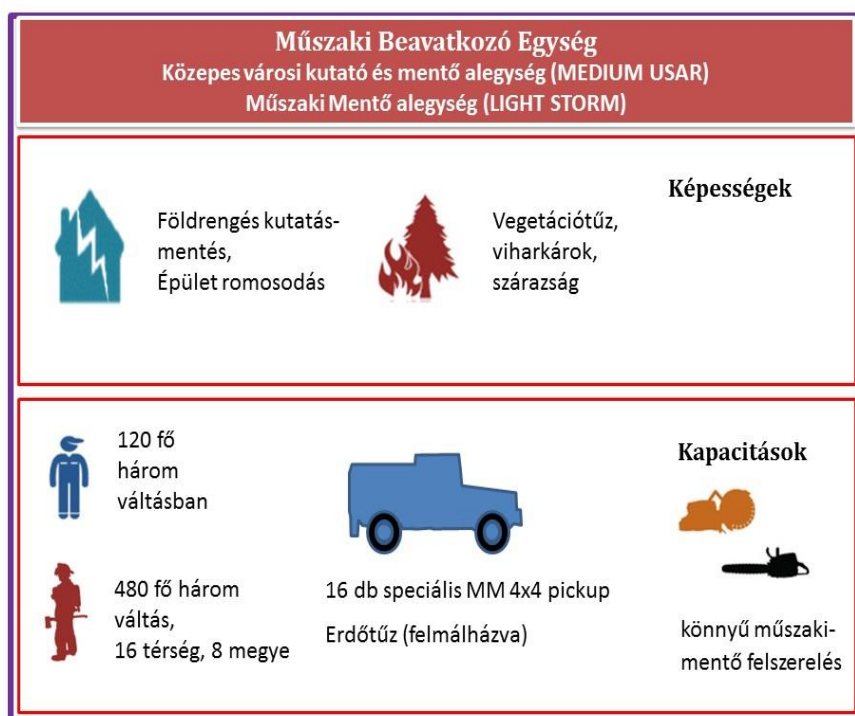 Műszaki Beavatkozó Egység
Közepes városi kutató és mentő alegység (MEDIUM USAR)
Műszaki Mentő alegység (LIGHT STORM)
Képességek
Földrengés kutatás-
mentés,
Épület romosodás
Vegetációtűz,
viharkárok,
szárazság
Kapacitások
120 fő
három
váltásban
480 fő három
váltás,
16 térség, 8 megye
16 db speciális MM 4x4 pickup
Erdőtűz (felmálházva)
könnyű műszaki-
mentő felszerelés